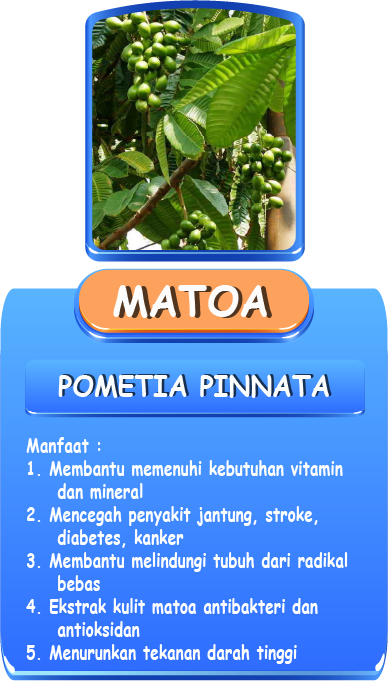 MATOA
POMETIA PINNATA
Manfaat :
1. Membantu memenuhi kebutuhan vitamin
dan mineral
2. Mencegah penyakit jantung, stroke,
diabetes, kanker
3. Membantu melindungi tubuh dari radikal
bebas
4. Ekstrak kulit matoa antibakteri dan
antioksidan
5. Menurunkan tekanan darah tinggi